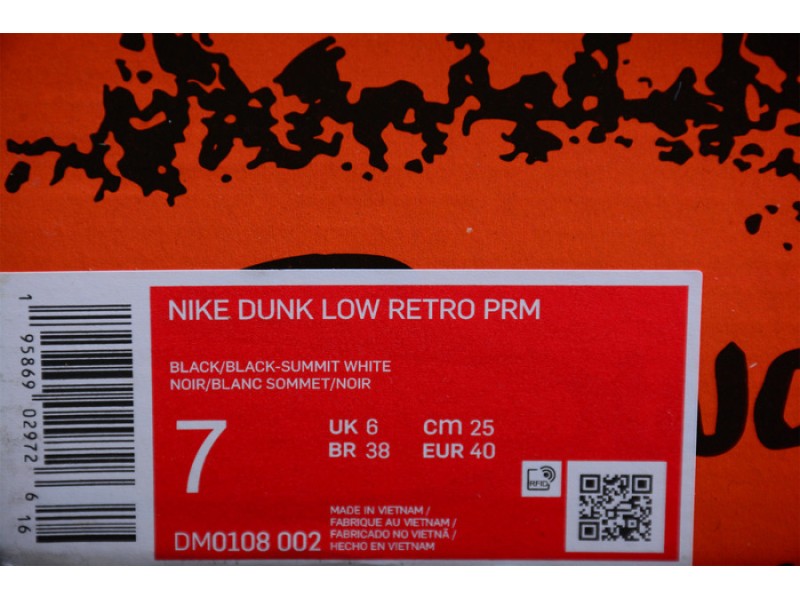 NIKE DUNK LOW RETRO PRM
BLACK/BLACK-SUMMIT WHITE
NOIR/BLANC SOMMET/NOIR
7
UK 6 cm 25
BR 38 EUR 40
RFID
DM0108 002
MADE IN VIETNAM /
FABRIQUE AU VIETNAM /
FABRICADO NO VIETNÃ /
HECHO EN VIETNAM
1 95869 02972 6 16